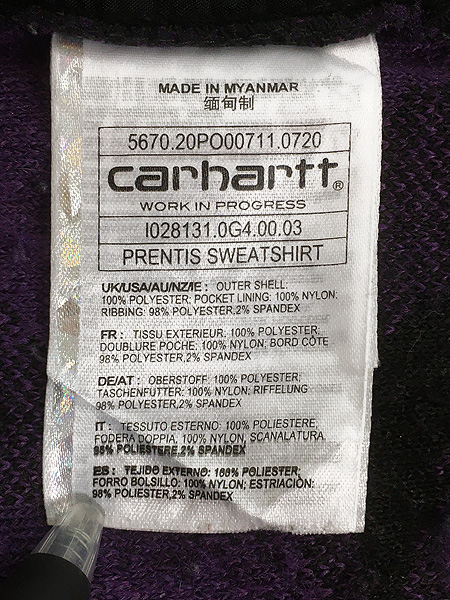 MADE IN MYANMAR
缅甸制
5670.20PO00711.0720
carhartt®
WORK IN PROGRESS
I028131.0G4.00.03
PRENTIS SWEATSHIRT
UK/USA/AU/NZ/IE : OUTER SHELL:
100% POLYESTER; POCKET LINING: 100% NYLON;
RIBBING: 98% POLYESTER,2% SPANDEX
FR : TISSU EXTERIEUR: 100% POLYESTER;
DOUBLURE POCHE: 100% NYLON; BORD CÔTE
98% POLYESTER,2% SPANDEX
DE/AT : OBERSTOFF: 100% POLYESTER;
TASCHENFUTTER: 100% NYLON; RIFFELUNG
98% POLYESTER,2% SPANDEX
IT : TESSUTO ESTERNO: 100% POLIESTERE;
FODERA DOPPIA, 100% NYLON, SCANALATURA,
98% POLIESTERE,2% SPANDEX
ES : TEJIDO EXTERNO: 100% POLIESTER;
FORRO BOLSILLO: 100% NYLON; ESTRIACIÓN:
98% POLIESTER,2% SPANDEX